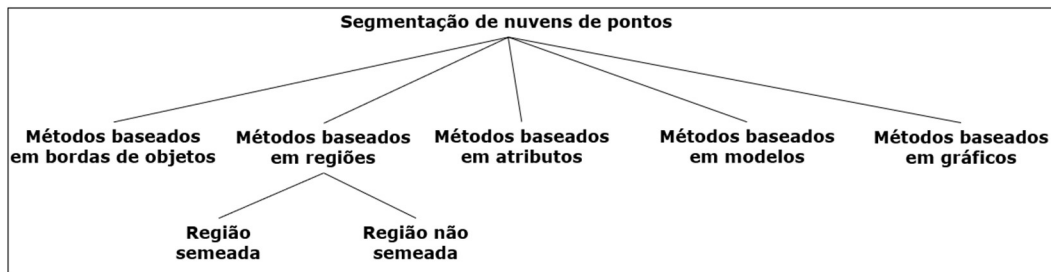 Segmentação de nuvens de pontos
Métodos baseados
em bordas de objetos
Métodos baseados
em regiões
Métodos baseados
em atributos
Métodos baseados
em modelos
Métodos baseados
em gráficos
Região
semeada
Região não
semeada